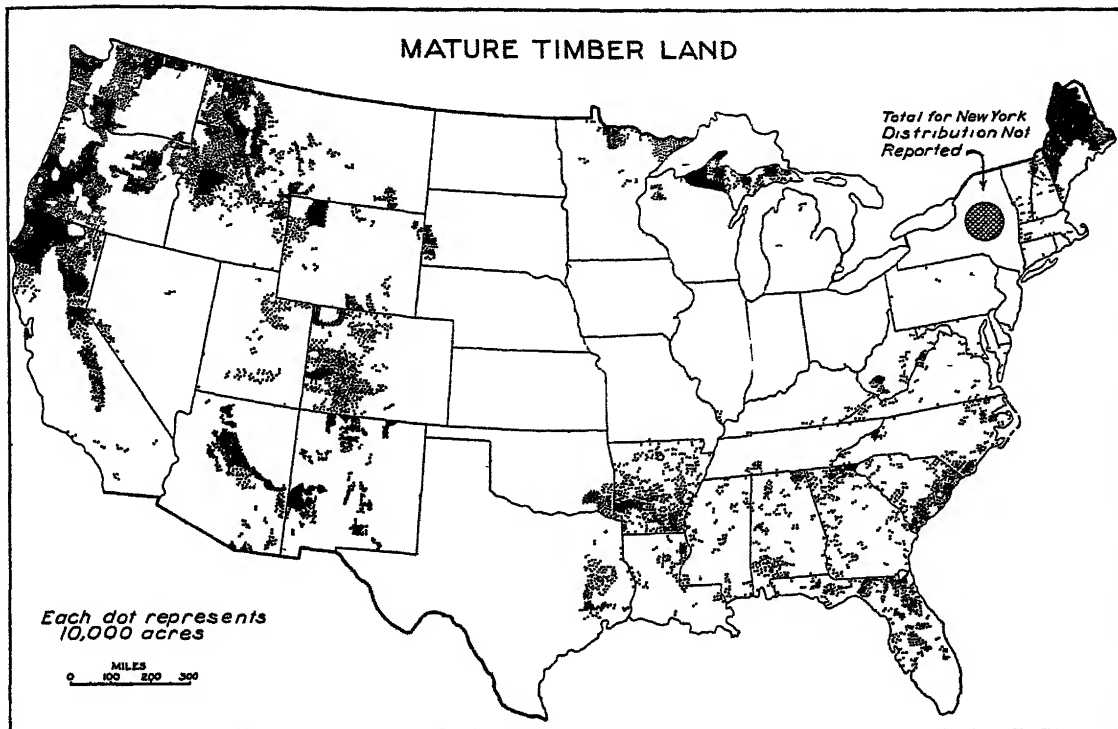 MATURE TIMBER LAND
Total for New York
Distribution Not
Reported
Each dot represents
10,000 acres
MILES
0 100 200 300